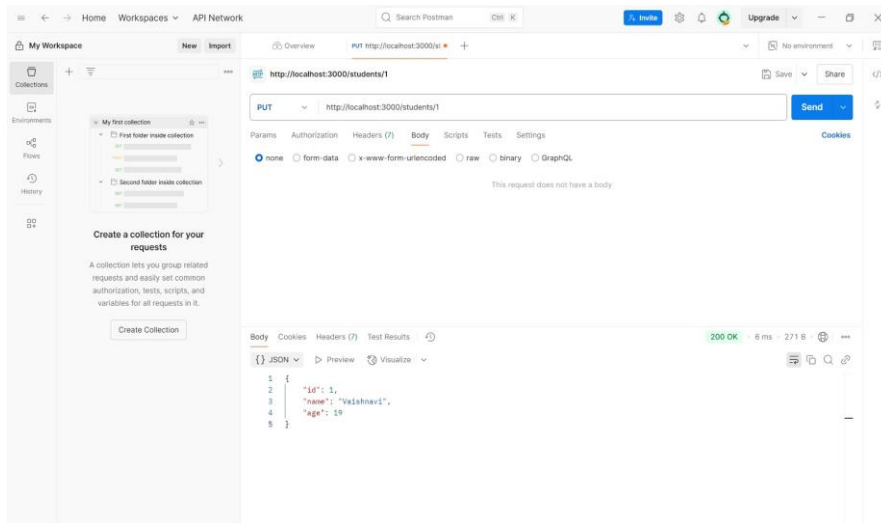 Home Workspaces API Network Search Postman Ctrl K Invite Upgrade
My Workspace New Import Overview PUT http://localhost:3000/st No environment
Collections
Environments
Flows
History
My first collection
First folder inside collection
Second folder inside collection
Create a collection for your
requests
A collection lets you group related
requests and easily set common
authorization, tests, scripts, and
variables for all requests in it.
Create Collection
http://localhost:3000/students/1 Save Share
PUT http://localhost:3000/students/1 Send
Params Authorization Headers (7) Body Scripts Tests Settings Cookies
none form-data x-www-form-urlencoded raw binary GraphQL
This request does not have a body
Body Cookies Headers (7) Test Results 200 OK 6 ms 271 B
{} JSON Preview Visualize
1 {
2 "id": 1,
3 "name": "Vaishnavi",
4 "age": 19
5 }